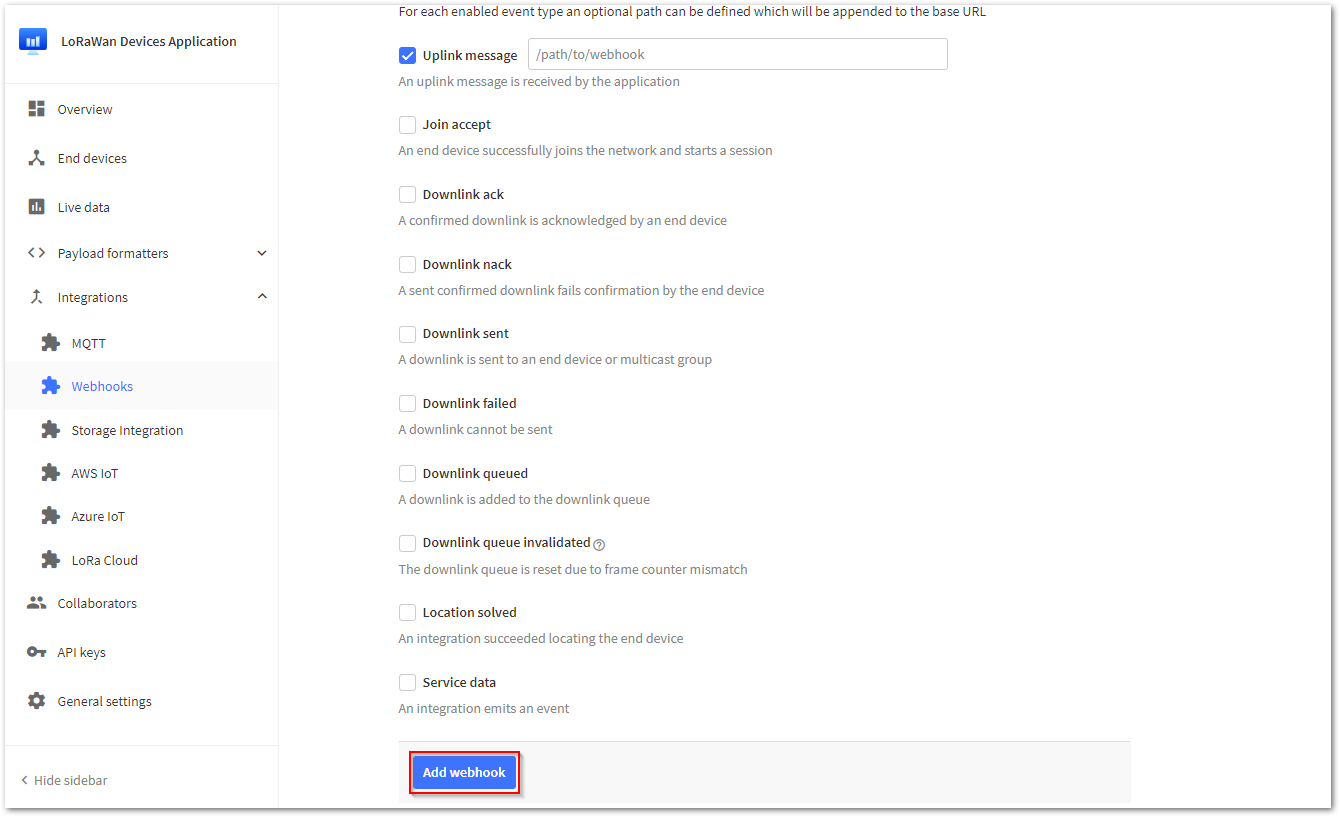 LoRaWan Devices Application
Overview
End devices
Live data
Payload formatters
Integrations
MQTT
Webhooks
Storage Integration
AWS IoT
Azure IoT
LoRa Cloud
Collaborators
API keys
General settings
Hide sidebar
For each enabled event type an optional path can be defined which will be appended to the base URL
Uplink message /path/to/webhook
An uplink message is received by the application
Join accept
An end device successfully joins the network and starts a session
Downlink ack
A confirmed downlink is acknowledged by an end device
Downlink nack
A sent confirmed downlink fails confirmation by the end device
Downlink sent
A downlink is sent to an end device or multicast group
Downlink failed
A downlink cannot be sent
Downlink queued
A downlink is added to the downlink queue
Downlink queue invalidated
The downlink queue is reset due to frame counter mismatch
Location solved
An integration succeeded locating the end device
Service data
An integration emits an event
Add webhook